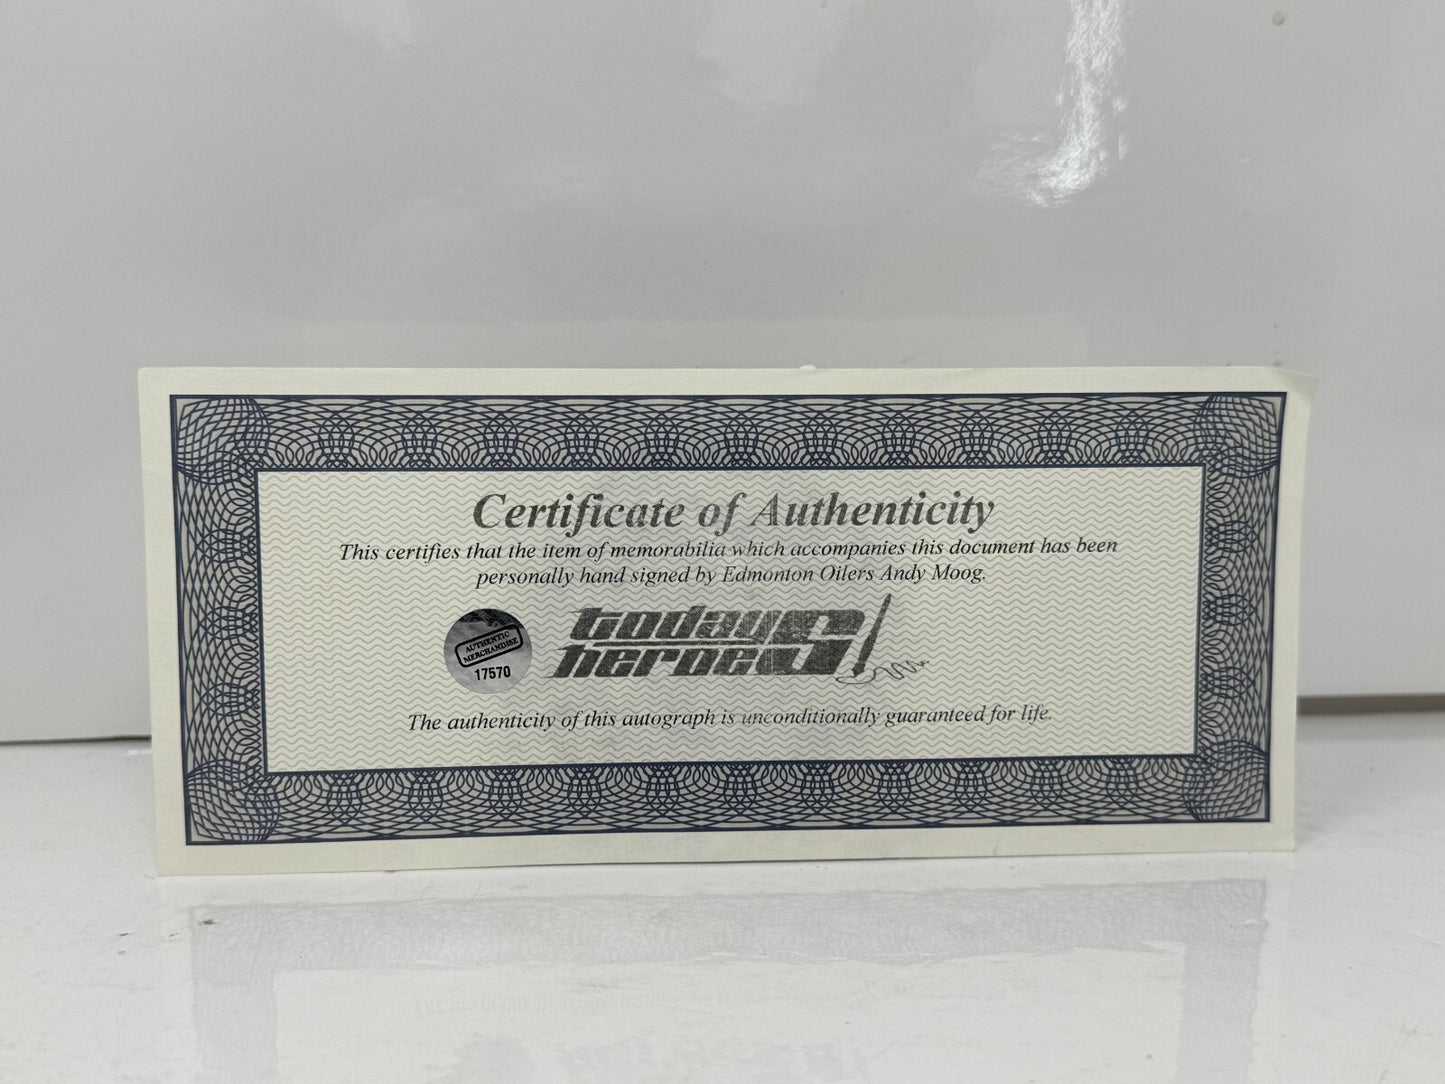 Certificate of Authenticity
This certifies that the item of memorabilia which accompanies this document has been
personally hand signed by Edmonton Oilers Andy Moog.
AUTHENTIC
MERCHANDISE
17570
todays
heroes
The authenticity of this autograph is unconditionally guaranteed for life.